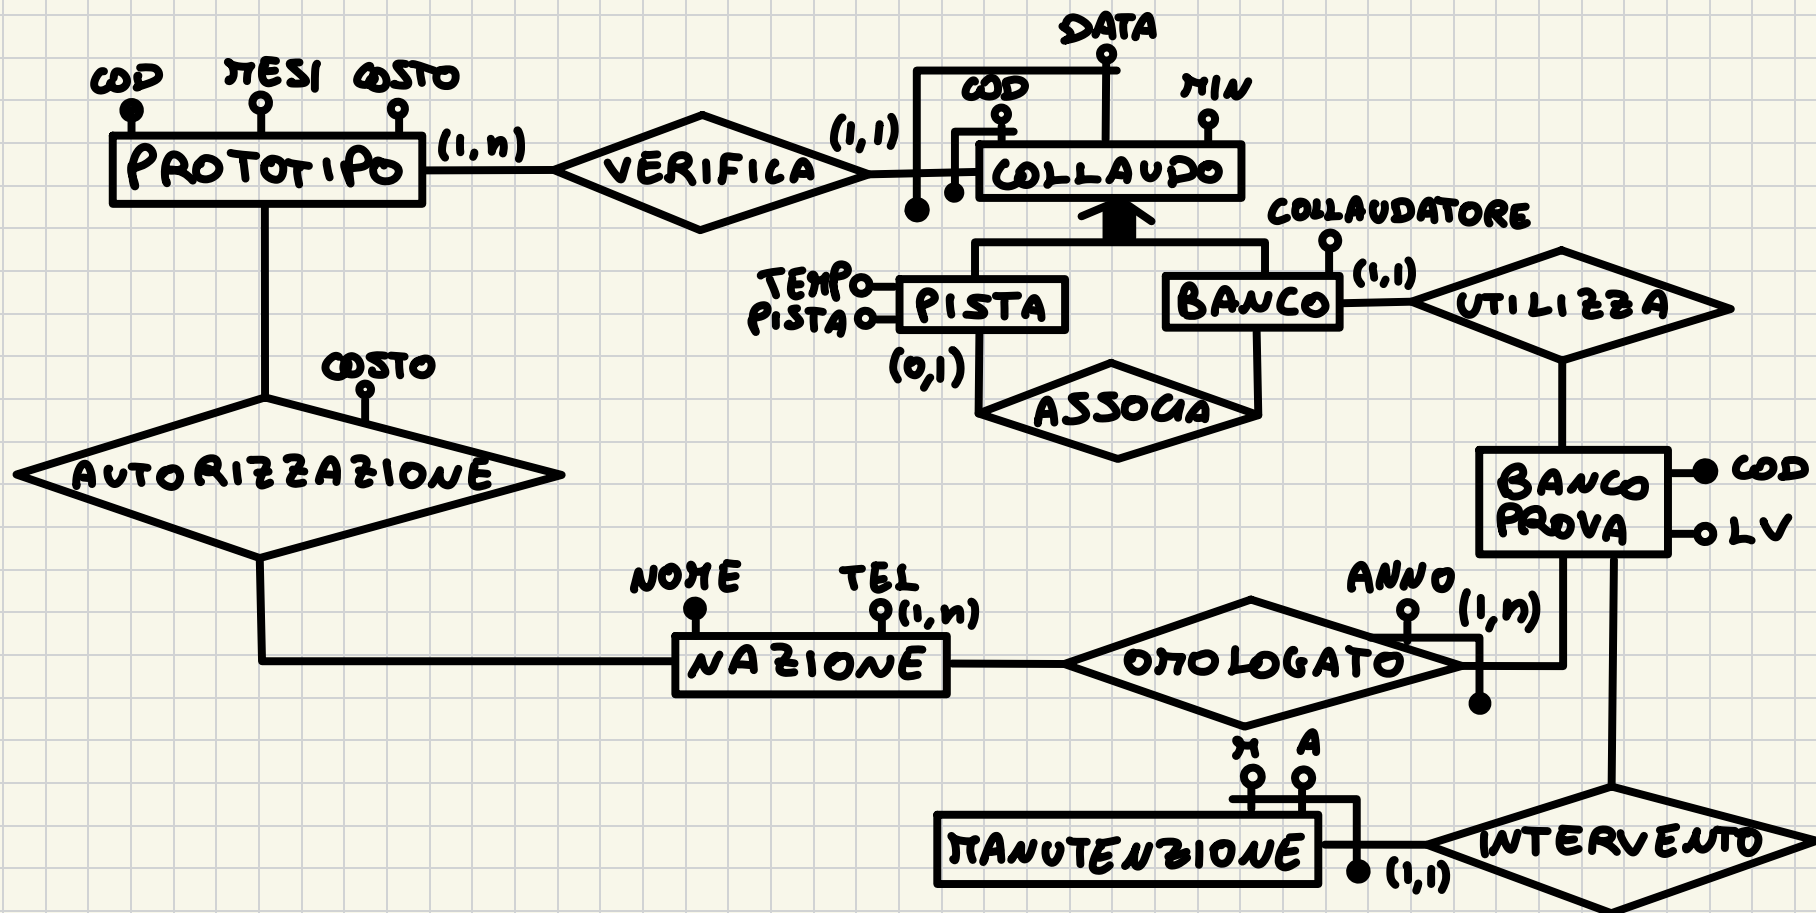 DATA
COD
MESI
COSTO
COD
MIN
(1,n)
(1,1)
PROTOTIPO
VERIFICA
COLLAUDO
COLLAUDATORE
TEMP
PISTA
PISTA
BANCO
(1,1)
UTILIZZA
(0,1)
COSTO
ASSOCIA
AUTORIZZAZIONE
BANCO
PROVA
COD
LV
NOME
TEL
(1,n)
ANNO
(1,n)
NAZIONE
OMOLOGATO
M
A
MANUTENZIONE
(1,1)
INTERVENTO